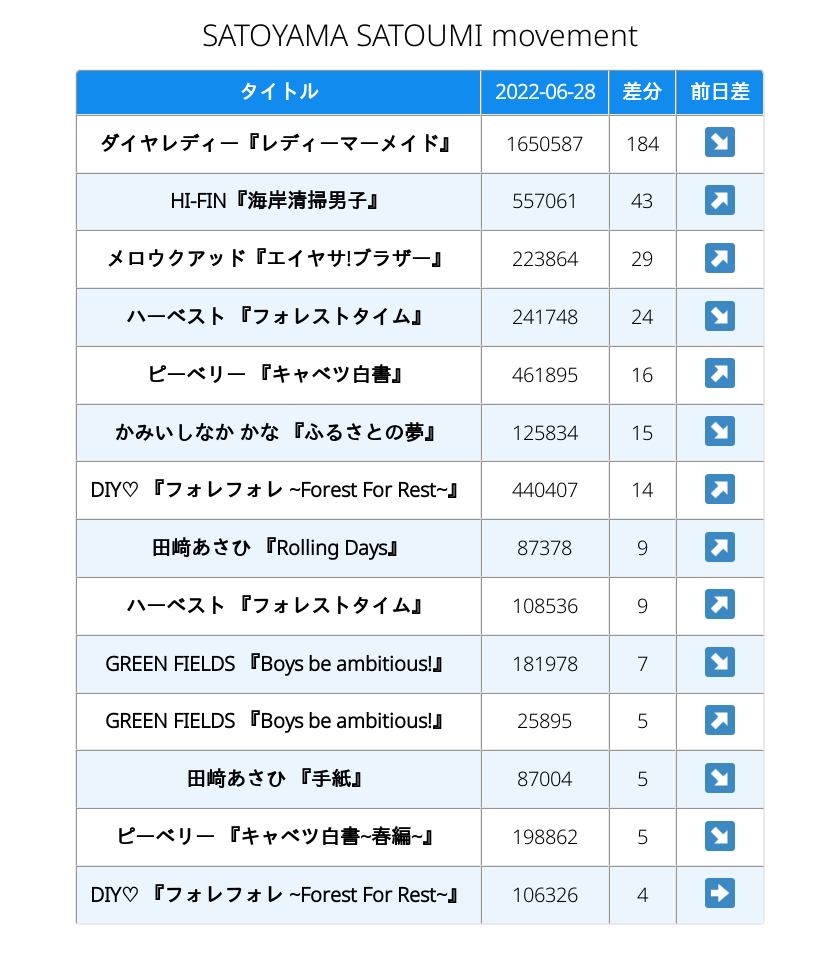 SATOYAMA SATOUMI movement
タイトル 2022-06-28 差分 前日差
ダイヤレディー『レディーマーメイド』 1650587 184 ↘
HI-FIN『海岸清掃男子』 557061 43 ↗
メロウクアッド『エイヤサ!ブラザー』 223864 29 ↗
ハーベスト 『フォレストタイム』 241748 24 ↘
ピーベリー 『キャベツ白書』 461895 16 ↗
かみいしなか かな 『ふるさとの夢』 125834 15 ↘
DIY♡ 『フォレフォレ ~Forest For Rest~』 440407 14 ↗
田﨑あさひ 『Rolling Days』 87378 9 ↗
ハーベスト 『フォレストタイム』 108536 9 ↗
GREEN FIELDS 『Boys be ambitious!』 181978 7 ↘
GREEN FIELDS 『Boys be ambitious!』 25895 5 ↗
田﨑あさひ 『手紙』 87004 5 ↘
ピーベリー 『キャベツ白書~春編~』 198862 5 ↘
DIY♡ 『フォレフォレ ~Forest For Rest~』 106326 4 ➡